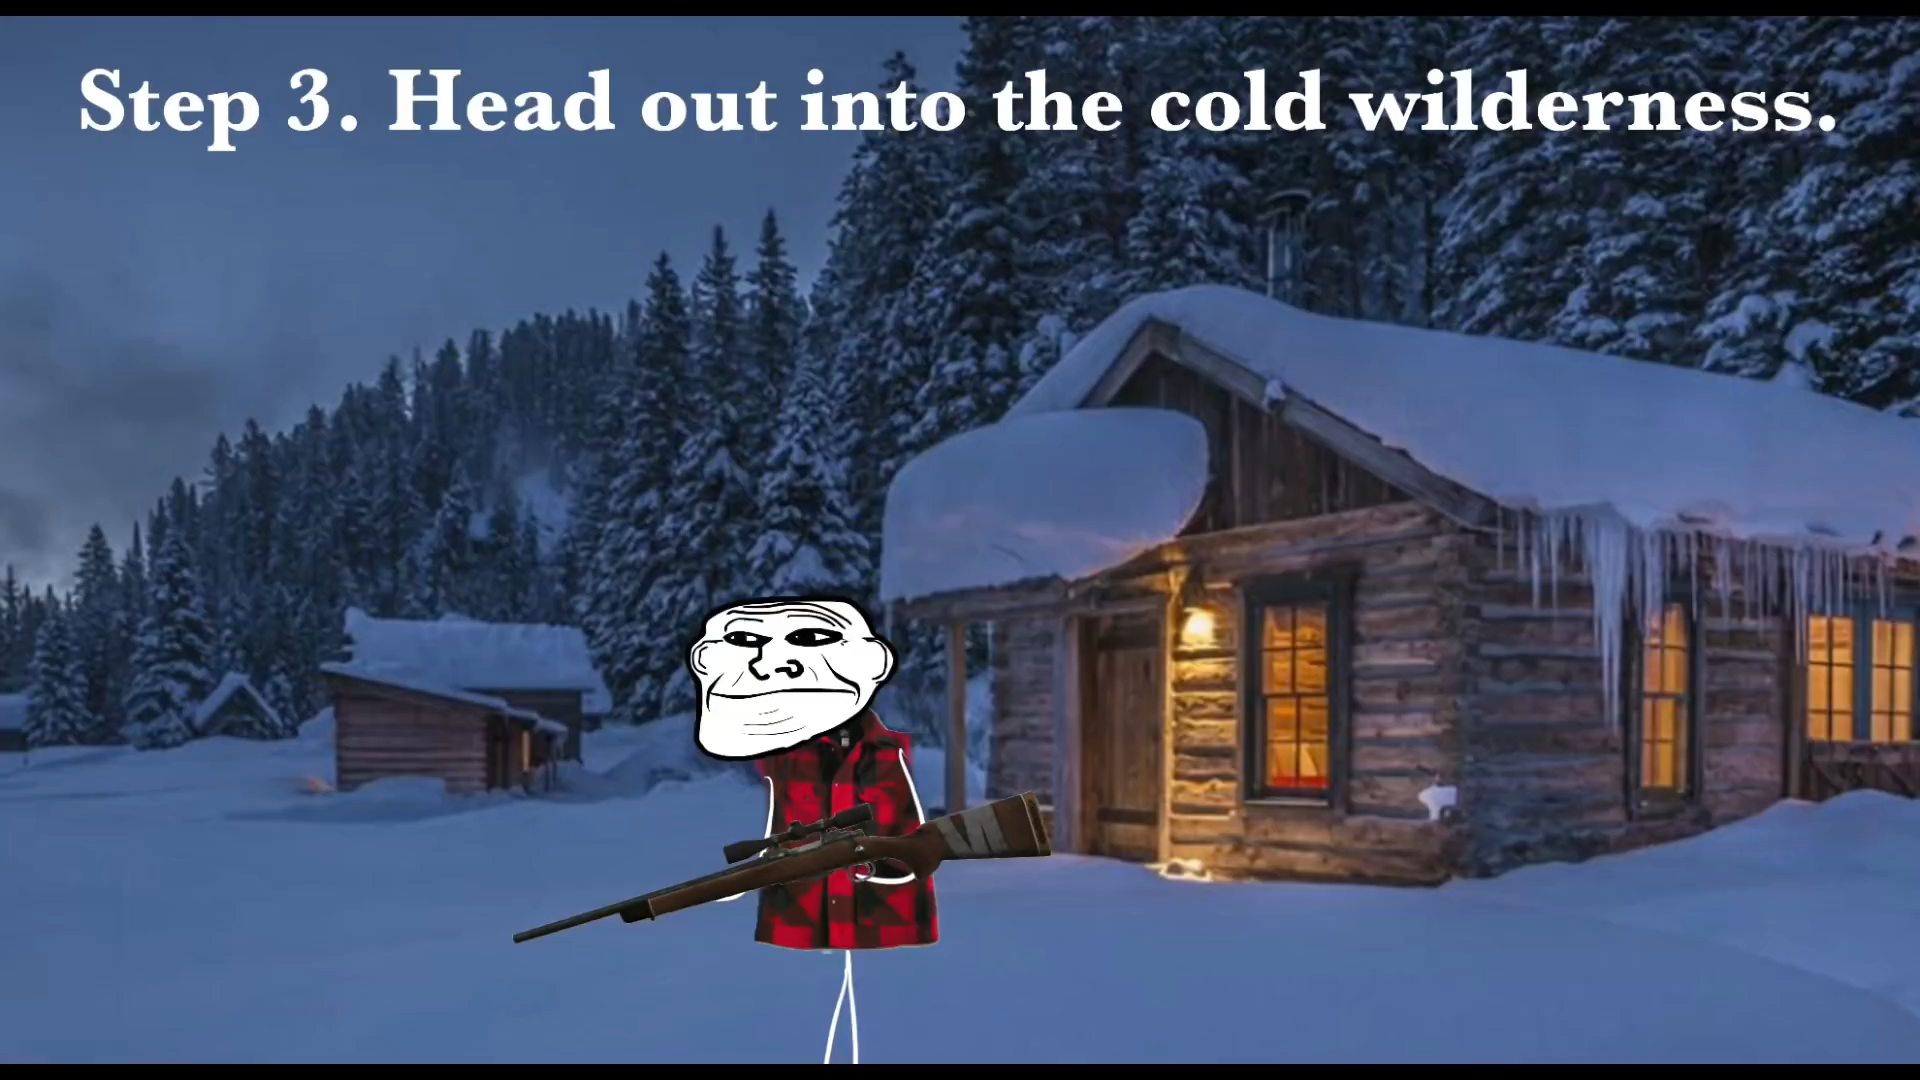 Step 3. Head out into the cold wilderness.